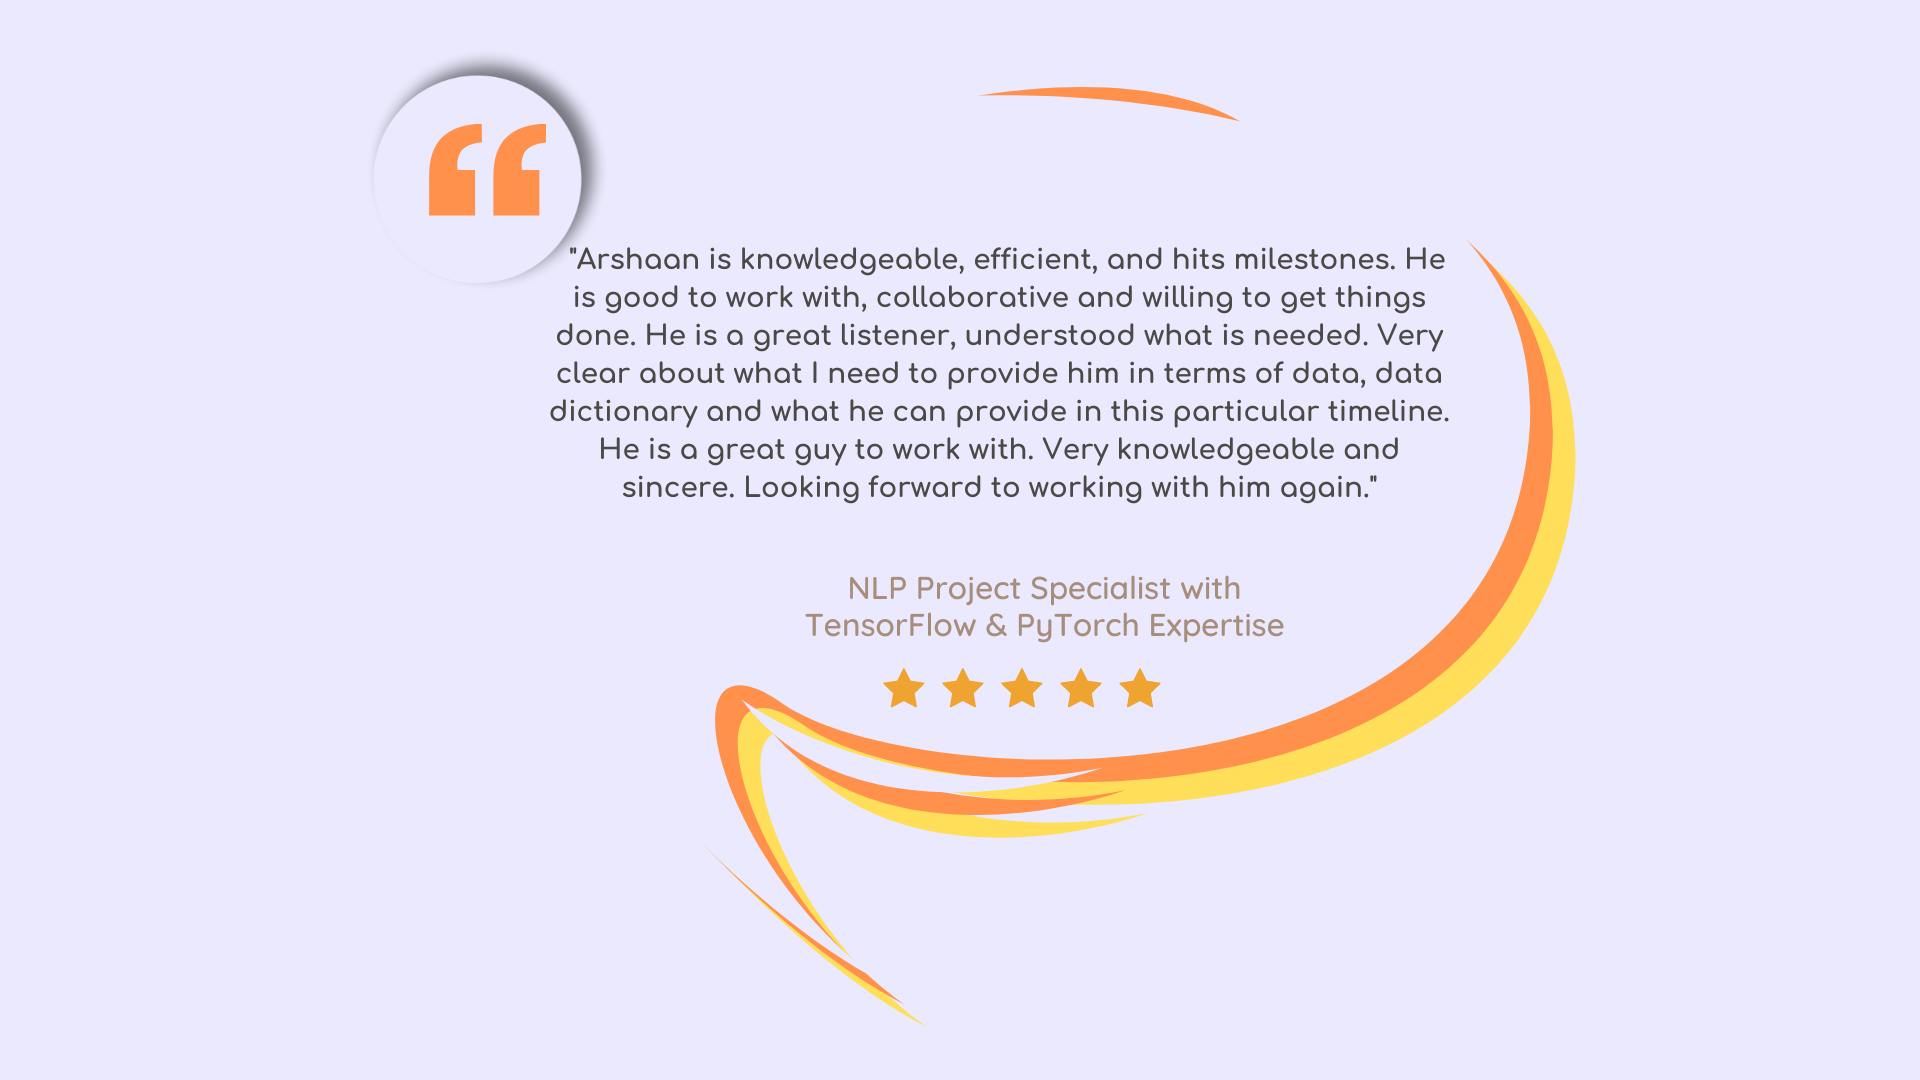 "Arshaan is knowledgeable, efficient, and hits milestones. He
is good to work with, collaborative and willing to get things
done. He is a great listener, understood what is needed. Very
clear about what I need to provide him in terms of data, data
dictionary and what he can provide in this particular timeline.
He is a great guy to work with. Very knowledgeable and
sincere. Looking forward to working with him again."
NLP Project Specialist with
TensorFlow & PyTorch Expertise